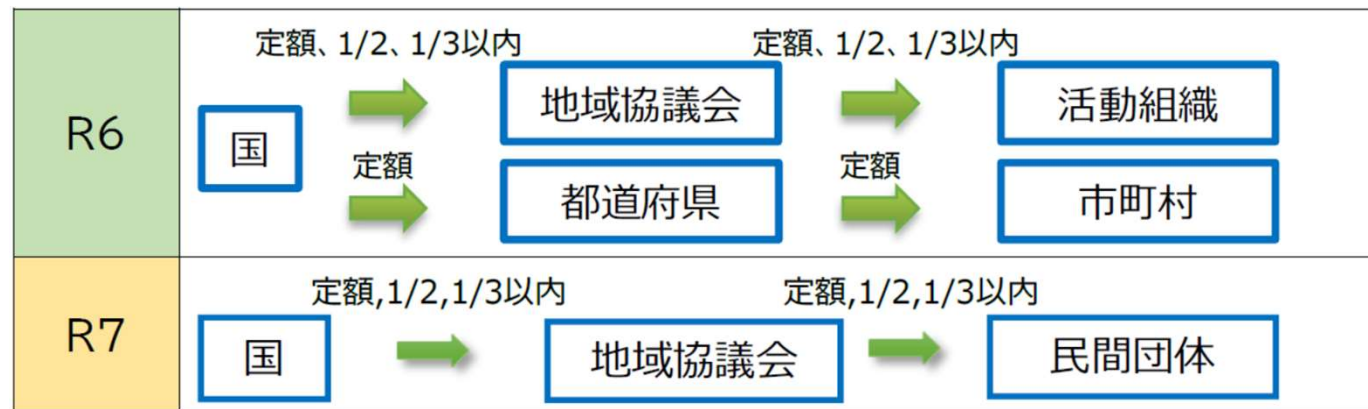 R6
定額、1/2、1/3以内
定額、1/2、1/3以内
国
地域協議会
活動組織
定額
定額
都道府県
市町村
R7
定額,1/2,1/3以内
定額,1/2,1/3以内
国
地域協議会
民間団体